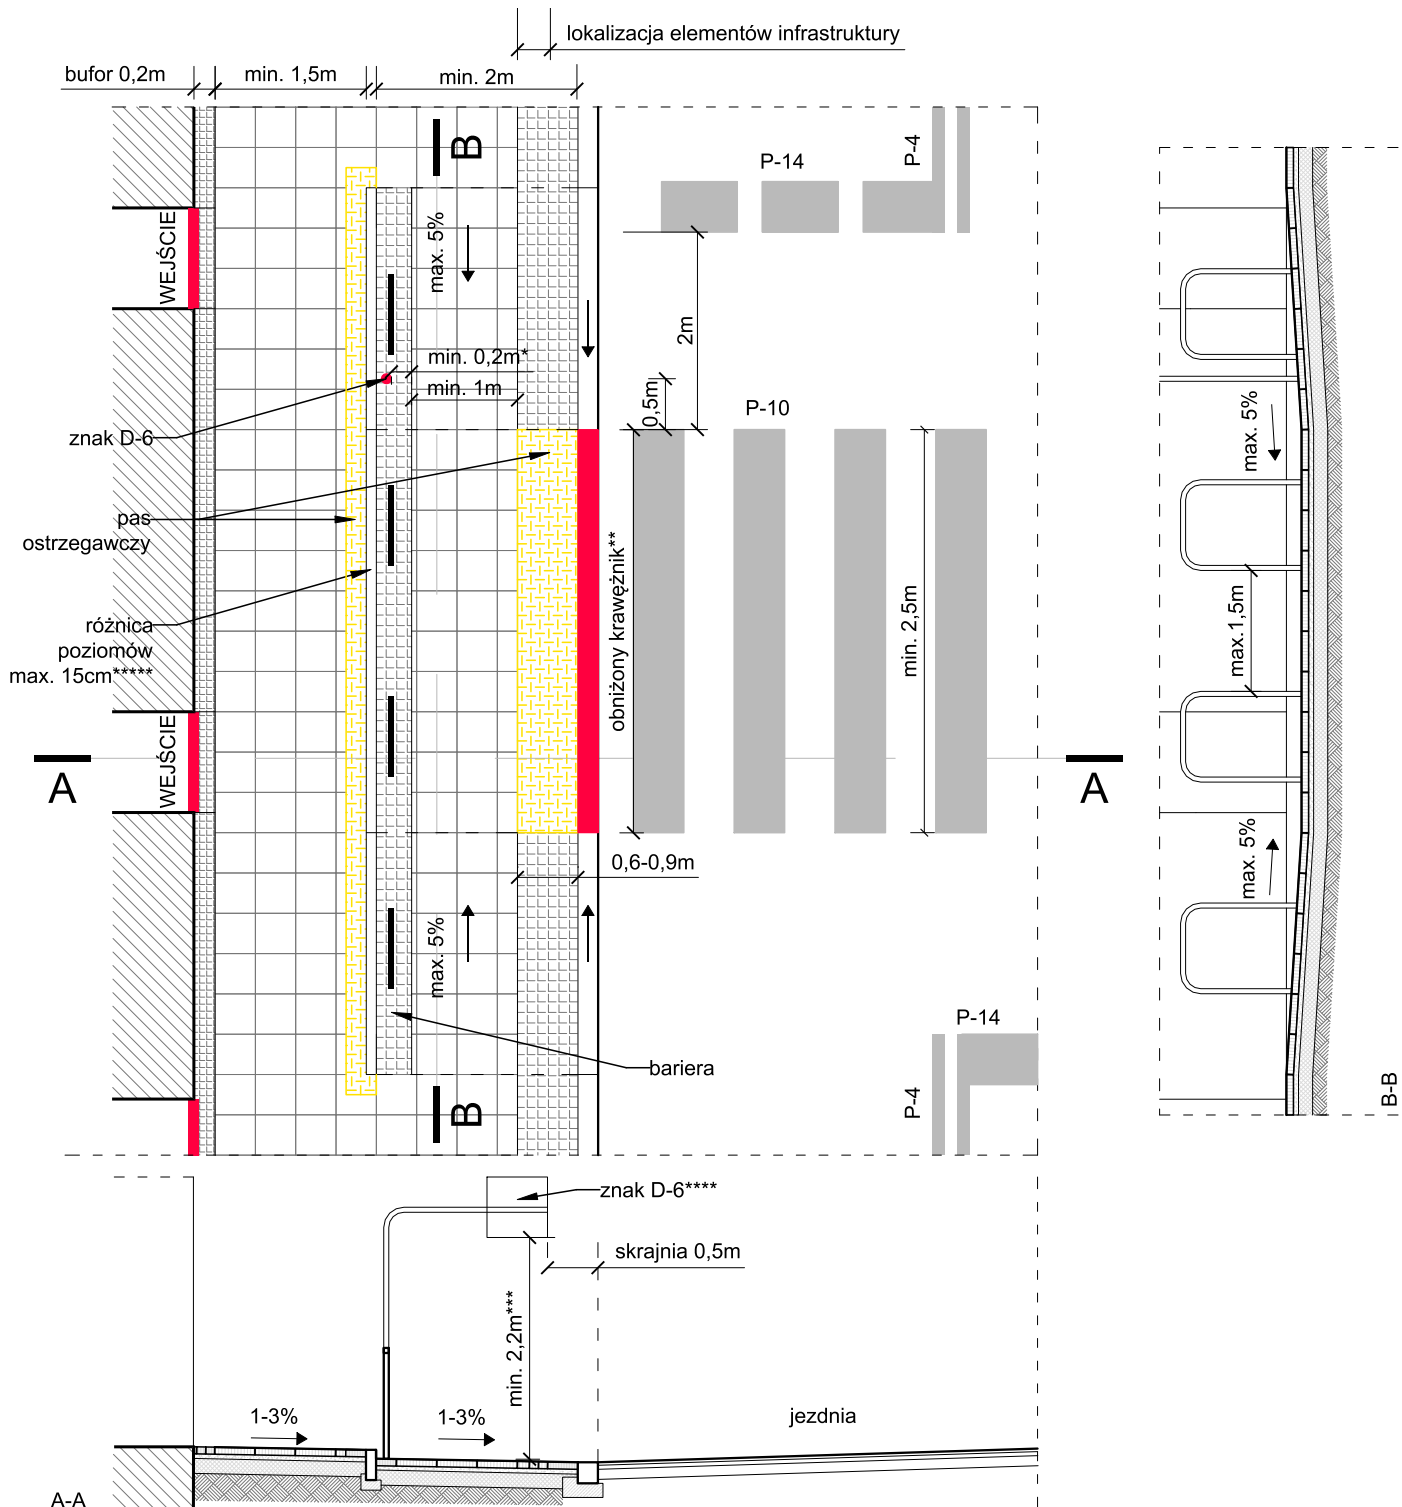 lokalizacja elementów infrastruktury
bufor 0,2m
min. 1,5m
min. 2m
B
P-14
P-4
WEJŚCIE
max. 5%
2m
min. 0,2m*
min. 1m
0,5m
P-10
znak D-6
max. 5%
pas
ostrzegawczy
obniżony krawężnik**
min. 2,5m
max.1,5m
różnica
poziomów
max. 15cm*****
WEJŚCIE
A
A
0,6-0,9m
max. 5%
max. 5%
P-14
bariera
P-4
B
B-B
znak D-6****
skrajnia 0,5m
min. 2,2m***
1-3%
1-3%
jezdnia
A-A